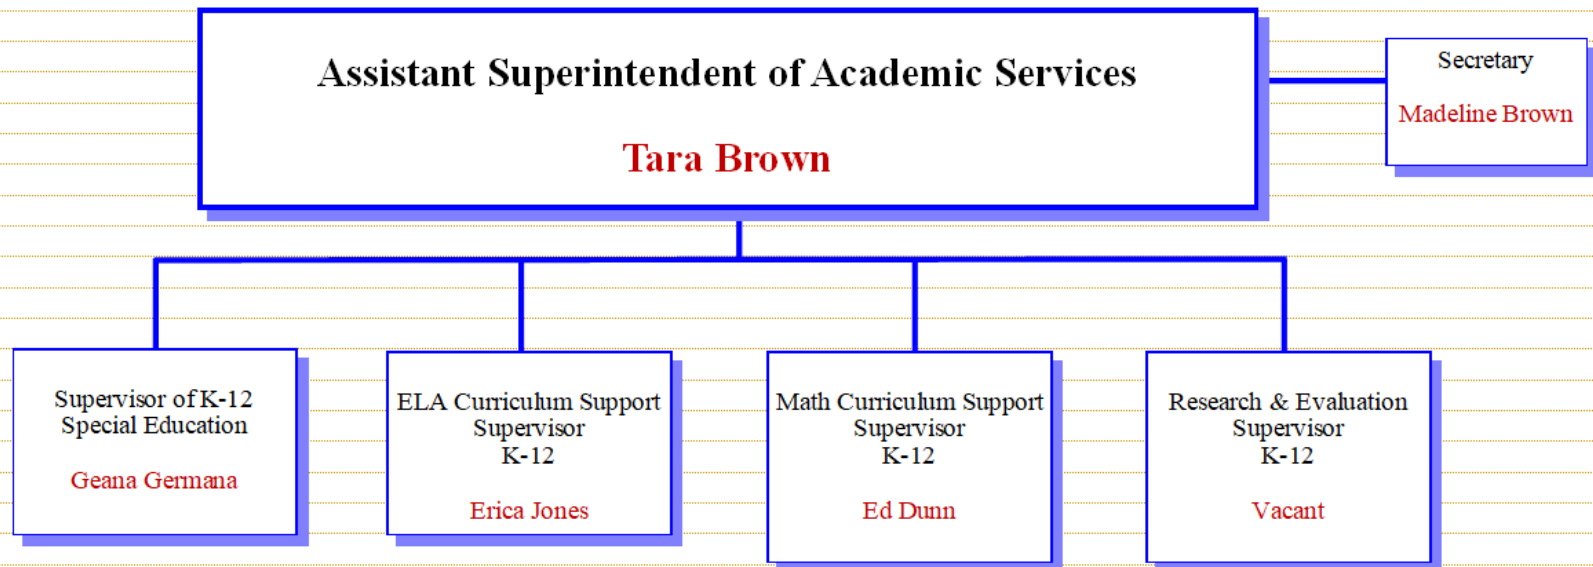 Assistant Superintendent of Academic Services
Tara Brown
Secretary
Madeline Brown
Supervisor of K-12
Special Education
Geana Germana
ELA Curriculum Support
Supervisor
K-12
Erica Jones
Math Curriculum Support
Supervisor
K-12
Ed Dunn
Research & Evaluation
Supervisor
K-12
Vacant